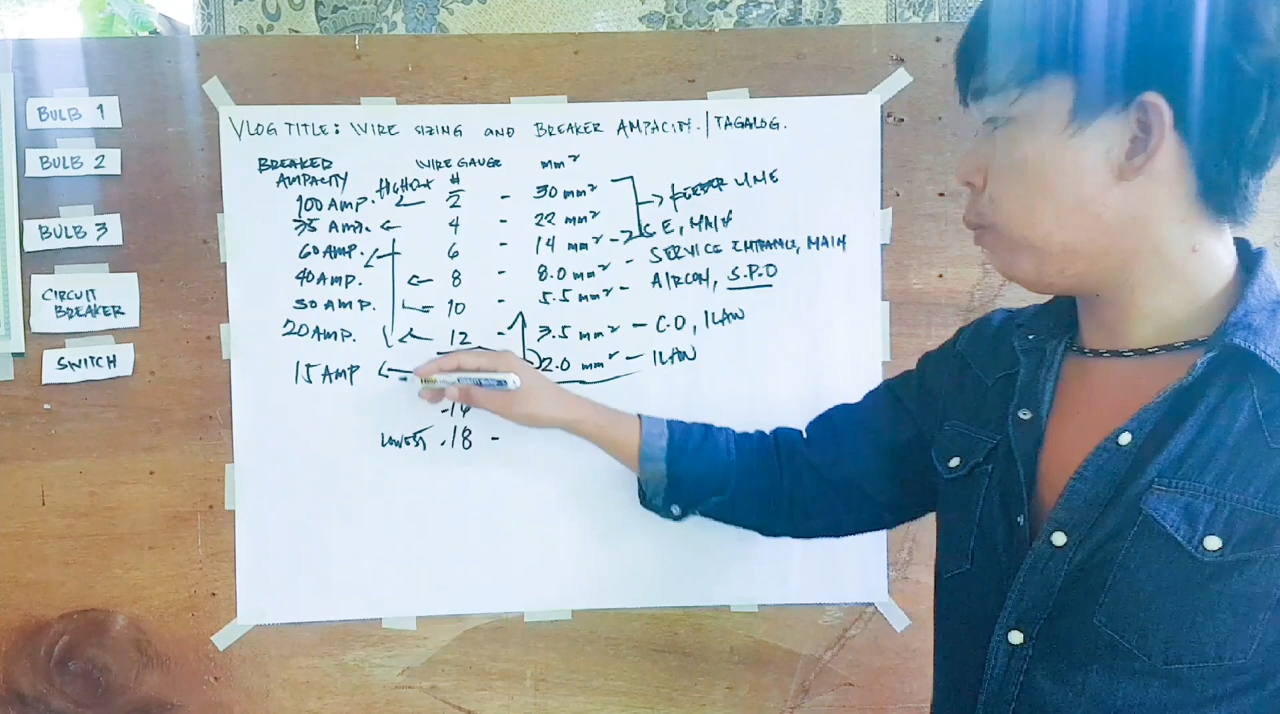 BULB 1
BULB 2
BULB 3
CIRCUIT
BREAKER
SWITCH
VLOG TITLE: WIRE SIZING AND BREAKER AMPACITY. / TAGALOG.
BREAKER WIRE GAUGE mm²
AMPACITY HIGHEST #
100 AMP. 2 - 30 mm² FEEDER LINE
35 AMP. 4 - 22 mm²
60 AMP. 6 - 14 mm² - S.E, MAIN
40 AMP. 8 - 8.0 mm² - SERVICE ENTRANCE, MAIN
30 AMP. 10 - 5.5 mm² - AIRCON, S.P.O
20 AMP. 12 - 3.5 mm² - C.O, ILAW
15 AMP 2.0 mm² - ILAW
LOWEST .18 -